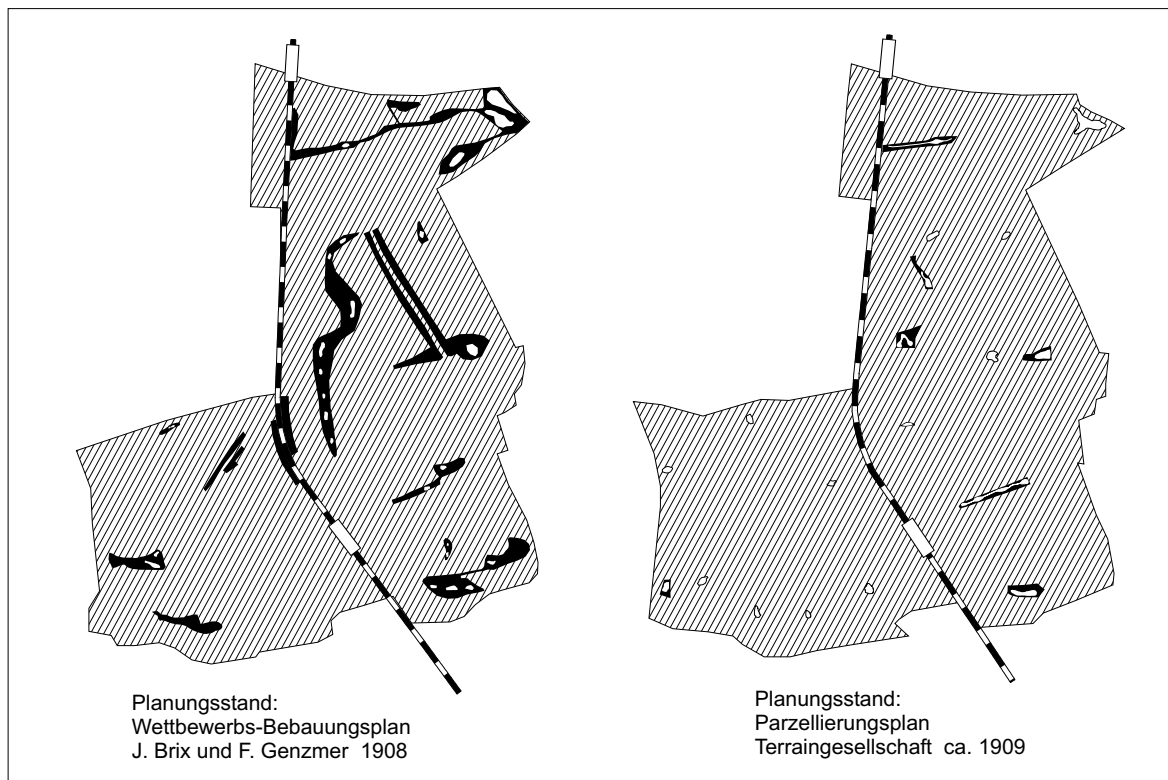 Planungsstand:
Wettbewerbs-Bebauungsplan
J. Brix und F. Genzmer 1908
Planungsstand:
Parzellierungsplan
Terraingesellschaft ca. 1909